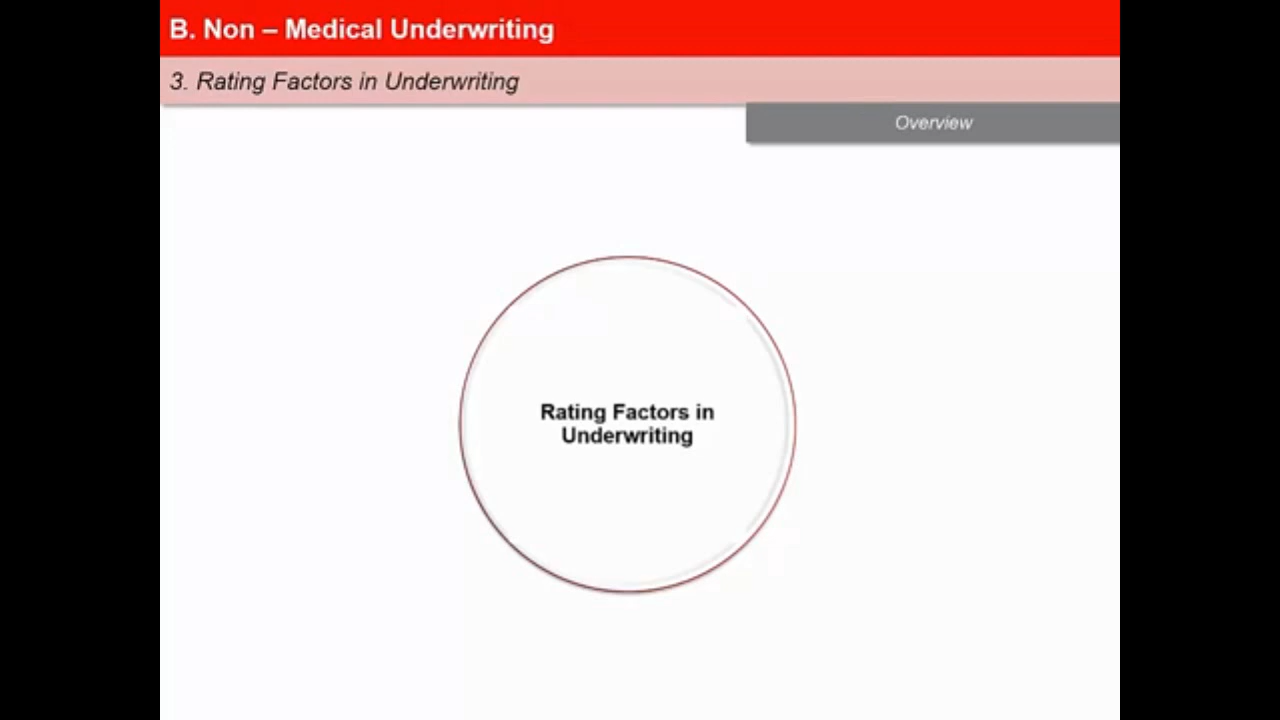 B. Non – Medical Underwriting
3. Rating Factors in Underwriting
Overview
Rating Factors in
Underwriting